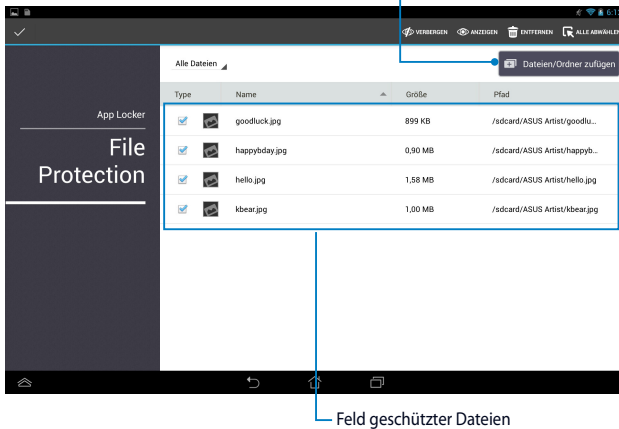 6:1
VERBERGEN ANZEIGEN ENTFERNEN ALLE ABWÄHLEN
Alle Dateien Dateien/Ordner zufügen
Type Name Größe Pfad
App Locker
File
Protection
goodluck.jpg 899 KB /sdcard/ASUS Artist/goodlu...
happybday.jpg 0,90 MB /sdcard/ASUS Artist/happyb...
hello.jpg 1,58 MB /sdcard/ASUS Artist/hello.jpg
kbear.jpg 1,00 MB /sdcard/ASUS Artist/kbear.jpg
Feld geschützter Dateien